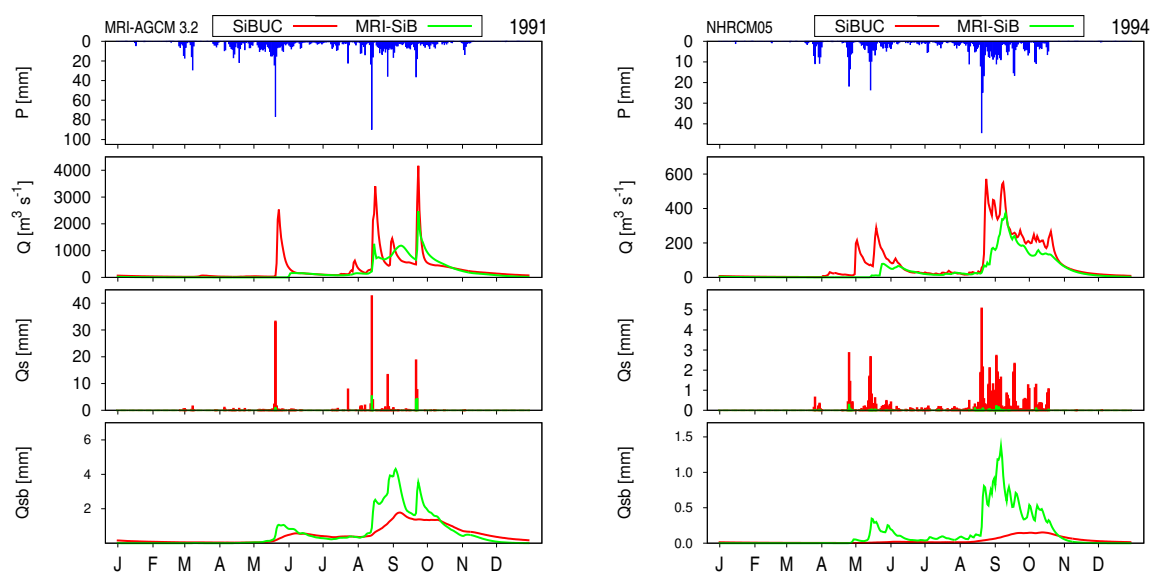 MRI-AGCM 3.2 SiBUC MRI-SiB 1991
P [mm]
0
20
40
60
80
100
J F M A M J J A S O N D
Q [m³ s⁻¹]
4000
3000
2000
1000
0
J F M A M J J A S O N D
Qs [mm]
40
30
20
10
0
J F M A M J J A S O N D
Qsb [mm]
6
4
2
J F M A M J J A S O N D
NHRCM05 SiBUC MRI-SiB 1994
P [mm]
0
10
20
30
40
J F M A M J J A S O N D
Q [m³ s⁻¹]
600
400
200
0
J F M A M J J A S O N D
Qs [mm]
5
4
3
2
1
0
J F M A M J J A S O N D
Qsb [mm]
1.5
1.0
0.5
0.0
J F M A M J J A S O N D